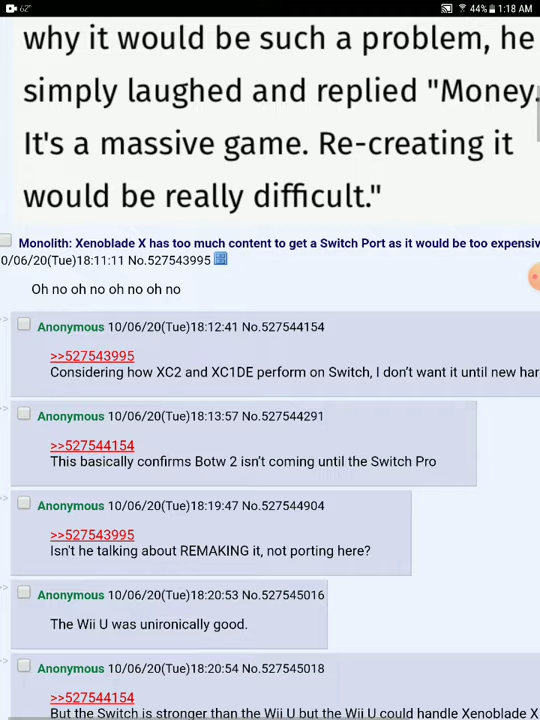 62°
44% 1:18 AM
why it would be such a problem, he
simply laughed and replied "Money.
It's a massive game. Re-creating it
would be really difficult."
Monolith: Xenoblade X has too much content to get a Switch Port as it would be too expensiv
0/06/20(Tue)18:11:11 No.527543995
Oh no oh no oh no oh no
>> Anonymous 10/06/20(Tue)18:12:41 No.527544154
>>527543995
Considering how XC2 and XC1DE perform on Switch, I don't want it until new har
>> Anonymous 10/06/20(Tue)18:13:57 No.527544291
>>527544154
This basically confirms Botw 2 isn't coming until the Switch Pro
>> Anonymous 10/06/20(Tue)18:19:47 No.527544904
>>527543995
Isn't he talking about REMAKING it, not porting here?
>> Anonymous 10/06/20(Tue)18:20:53 No.527545016
The Wii U was unironically good.
>> Anonymous 10/06/20(Tue)18:20:54 No.527545018
>>527544154
But the Switch is stronger than the Wii U but the Wii U could handle Xenoblade X